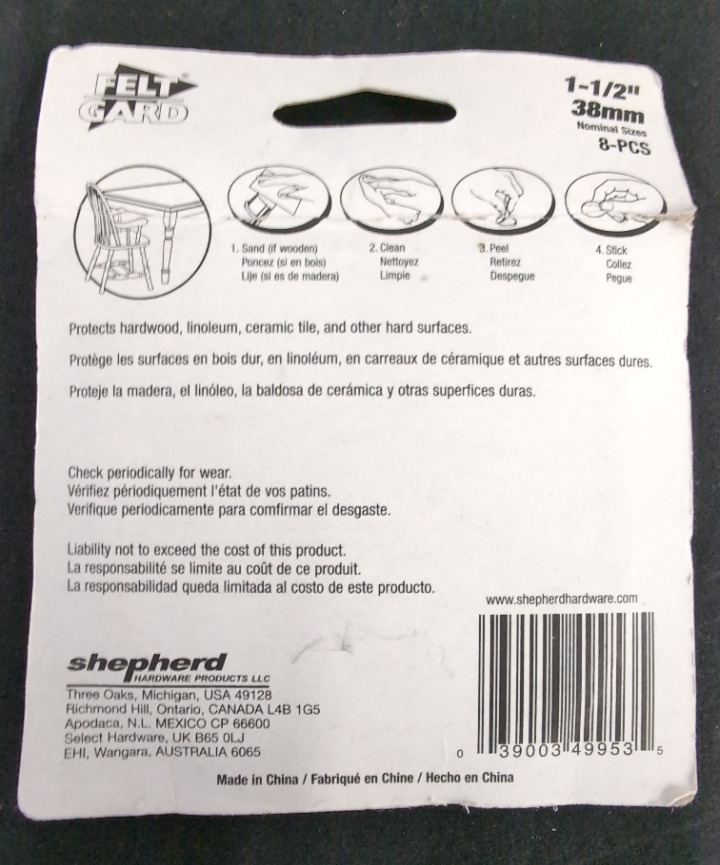 FELT GARD®
1-1/2"
38mm
Nominal Sizes
8-PCS
1. Sand (if wooden)
Poncez (si en bois)
Lije (si es de madera)
2. Clean
Nettoyez
Limpie
3. Peel
Retirez
Despegue
4. Stick
Collez
Pegue
Protects hardwood, linoleum, ceramic tile, and other hard surfaces.
Protège les surfaces en bois dur, en linoléum, en carreaux de céramique et autres surfaces dures.
Proteje la madera, el linóleo, la baldosa de cerámica y otras superfices duras.
Check periodically for wear.
Vérifiez périodiquement l'état de vos patins.
Verifique periodicamente para comfirmar el desgaste.
Liability not to exceed the cost of this product.
La responsabilité se limite au coût de ce produit.
La responsabilidad queda limitada al costo de este producto.
www.shepherdhardware.com
shepherd
HARDWARE PRODUCTS LLC
Three Oaks, Michigan, USA 49128
Richmond Hill, Ontario, CANADA L4B 1G5
Apodaca, N.L. MEXICO CP 66600
Select Hardware, UK B65 0LJ
EHI, Wangara, AUSTRALIA 6065
0 39003 49953 5
Made in China / Fabriqué en Chine / Hecho en China